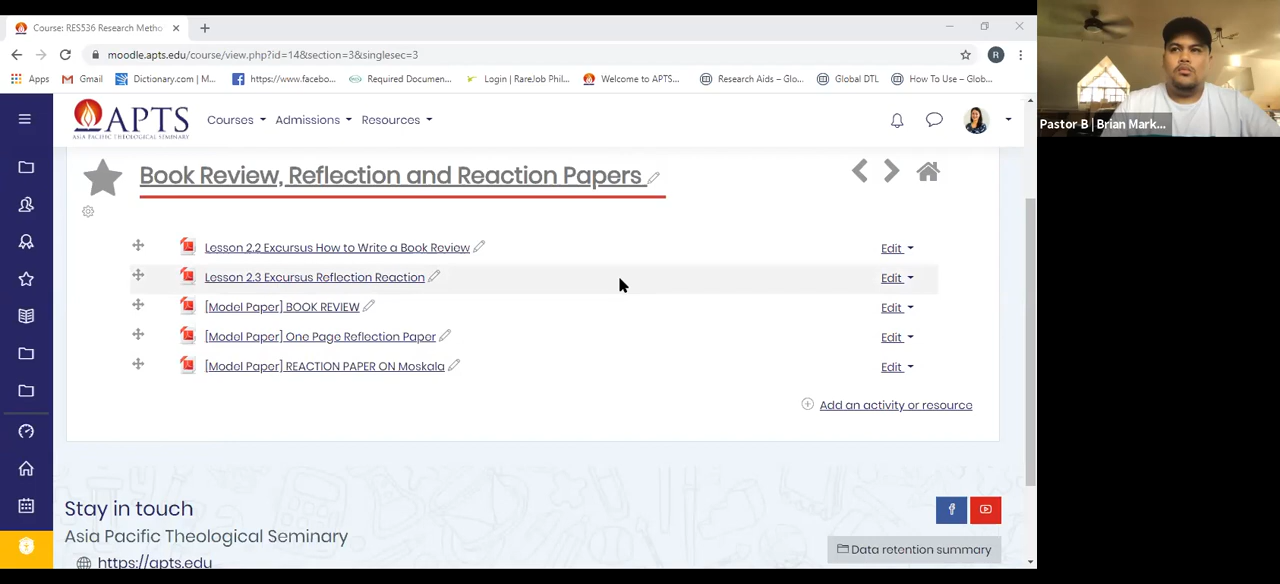 Course: RES536 Research Metho
moodle.apts.edu/course/view.php?id=14&section=3&singlesec=3
R
Apps Gmail Dictionary.com | M... https://www.facebo... Required Documen... Login | RareJob Phil... Welcome to APTS... Research Aids – Glo... Global DTL How To Use – Glob...
Pastor B | Brian Mark...
APTS
ASIA PACIFIC THEOLOGICAL SEMINARY
Courses Admissions Resources
Book Review, Reflection and Reaction Papers
Lesson 2.2 Excursus How to Write a Book Review Edit
Lesson 2.3 Excursus Reflection Reaction Edit
[Model Paper] BOOK REVIEW Edit
[Model Paper] One Page Reflection Paper Edit
[Model Paper] REACTION PAPER ON Moskala Edit
Add an activity or resource
Stay in touch
Asia Pacific Theological Seminary
Data retention summary
https://apts.edu